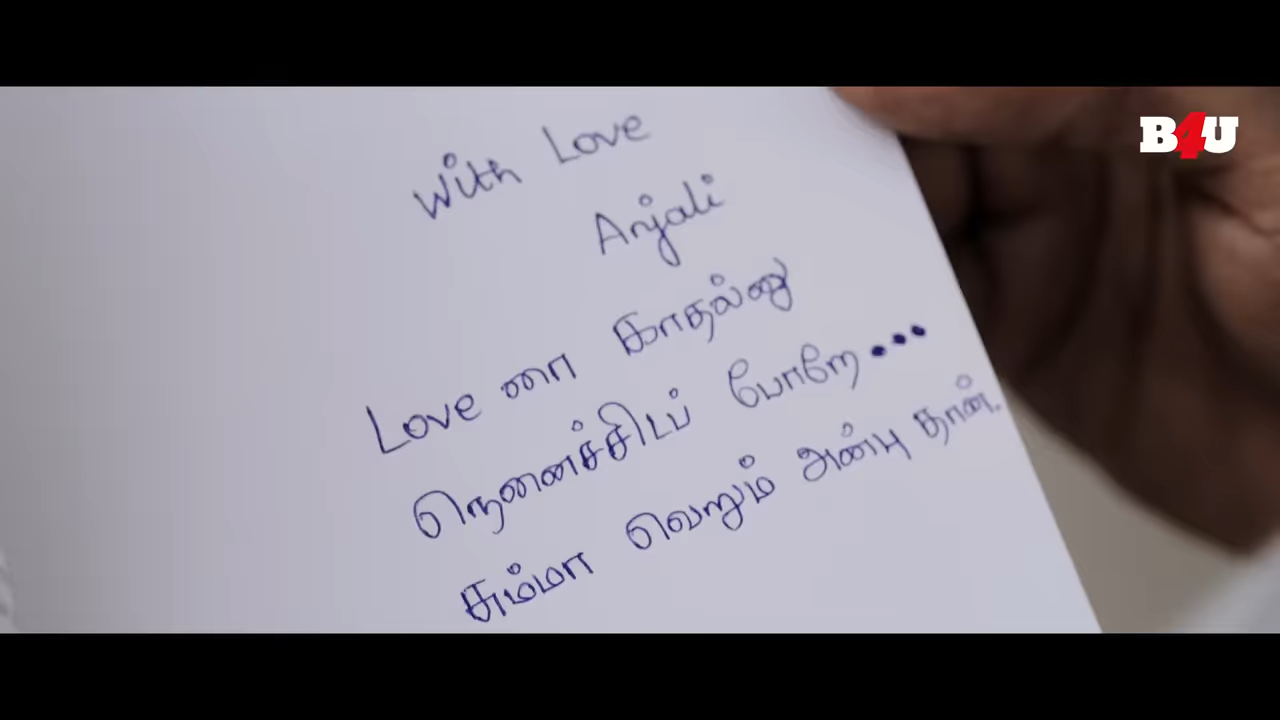 B4U
With Love
Anjali
Love னா காதல்னு
நெனைச்சிடப் போறே...
சும்மா வெறும் அன்பு தான்.